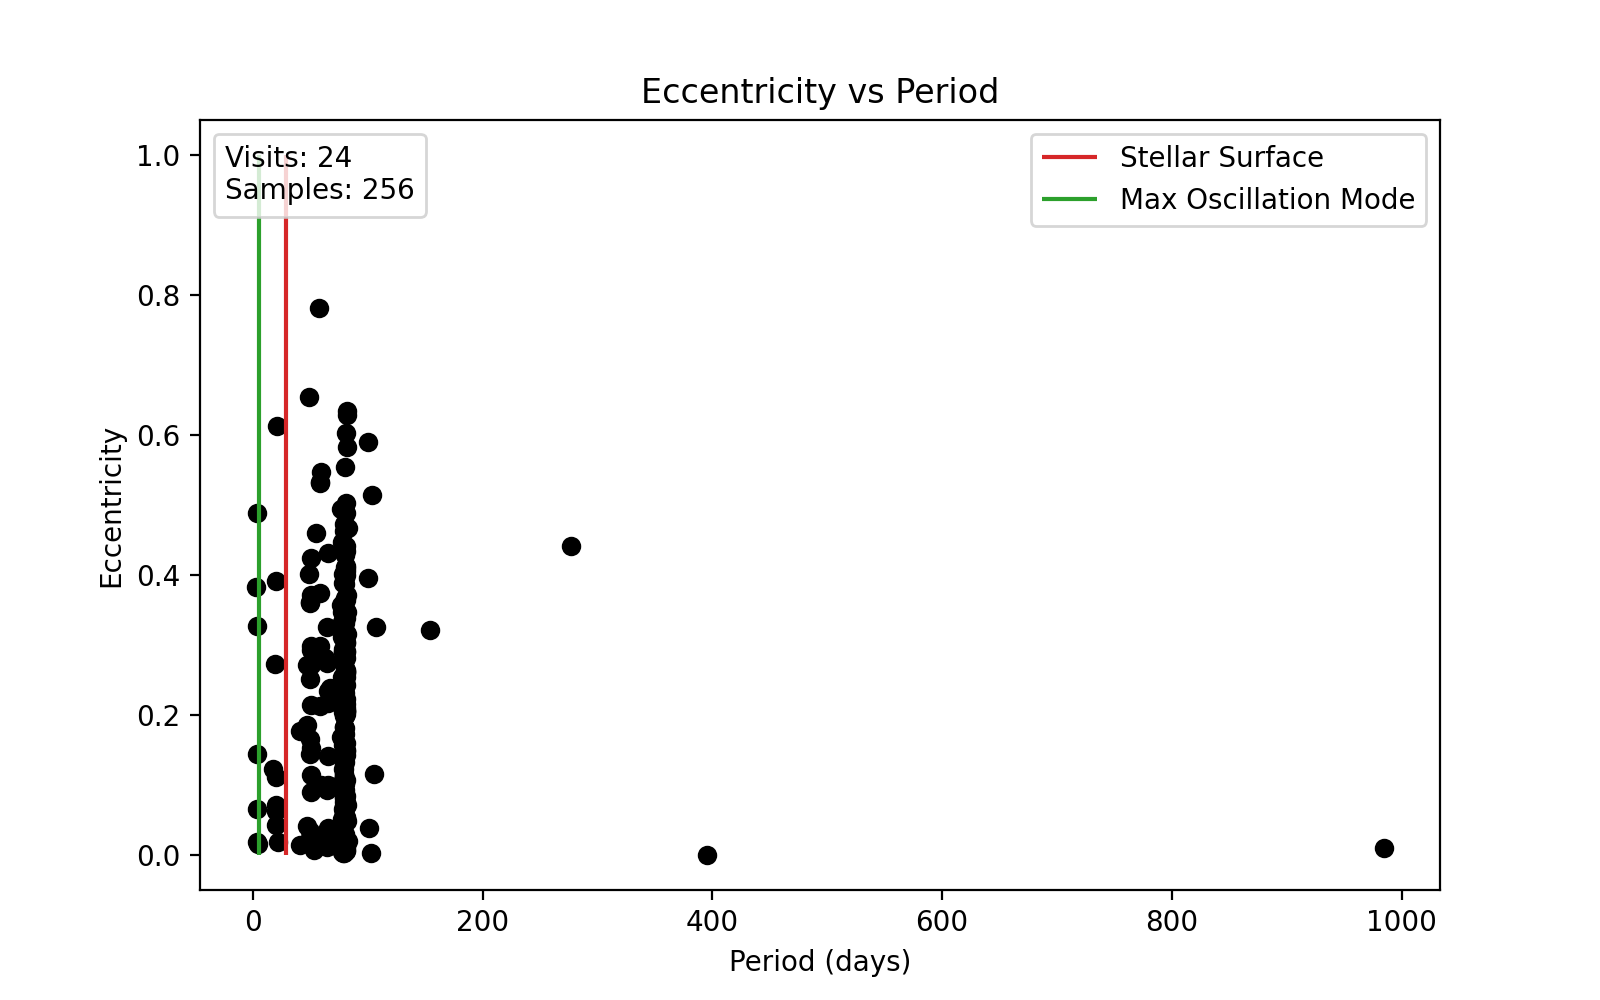 Eccentricity vs Period
Visits: 24
Samples: 256
Stellar Surface
Max Oscillation Mode
1.0
0.8
0.6
0.4
0.2
0.0
Eccentricity
0
200
400
600
800
1000
Period (days)